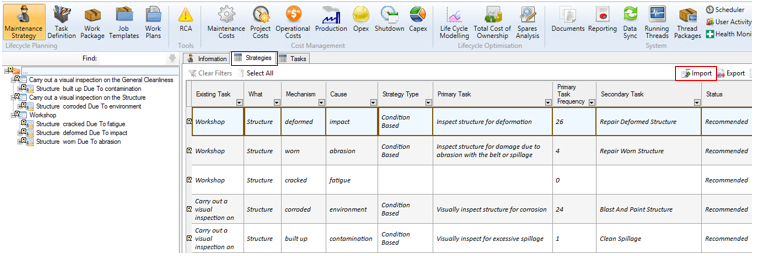 Maintenance Strategy
Task Definition
Work Package
Job Templates
Work Plans
RCA
Maintenance Costs
Project Costs
Operational Costs
Production
Opex
Shutdown
Capex
Life Cycle Modelling
Total Cost of Ownership
Spares Analysis
Documents
Reporting
Data Sync
Running Threads
Thread Packages
Scheduler
User Activity
Health Moni
Lifecycle Planning
Tools
Cost Management
Lifecycle Optimisation
System
Find:
...
Carry out a visual inspection on the General Cleanliness
Structure built up Due To contamination
Carry out a visual inspection on the Structure
Structure corroded Due To environment
Workshop
Structure cracked Due To fatigue
Structure deformed Due To impact
Structure worn Due To abrasion
Information
Strategies
Tasks
Clear Filters
Select All
Import
Export
Existing Task What Mechanism Cause Strategy Type Primary Task Primary Task Frequency Secondary Task Status
Workshop Structure deformed impact Condition Based Inspect structure for deformation 26 Repair Deformed Structure Recommended
Workshop Structure worn abrasion Condition Based Inspect structure for damage due to abrasion with the belt or spillage 4 Repair Worn Structure Recommended
Workshop Structure cracked fatigue 0 Recommended
Carry out a visual inspection on Structure corroded environment Condition Based Visually inspect structure for corrosion 24 Blast And Paint Structure Recommended
Carry out a visual inspection on Structure built up contamination Condition Based Visually inspect for excessive spillage 1 Clean Spillage Recommended